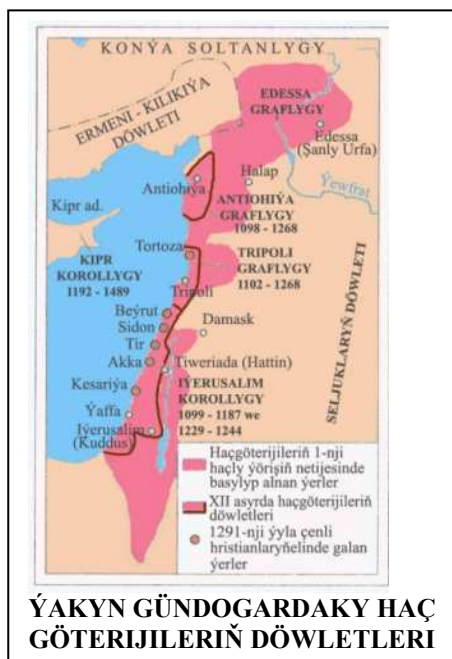 KONÝA SOLTANLYGY
ERMENI - KILIKIÝA
DÖWLETI
EDESSA
GRAFLYGY
Edessa
(Şanly Urfa)
Ýewfrat
Halap
Antiohiýa
ANTIOHIÝA
GRAFLYGY
1098 - 1268
Kipr ad.
KIPR
KOROLLYGY
1192 - 1489
Tortoza
TRIPOLI
GRAFLYGY
1102 - 1268
Tripoli
Beýrut
Sidon
Damask
Tir
Akka
Tiweriada (Hattin)
SELJUKLARYŇ DÖWLETI
Kesariýa
IÝERUSALIM
KOROLLYGY
1099 - 1187 we
1229 - 1244
Ýaffa
Iýerusalim
(Kuddus)
Haçgöterijileriň 1-nji
haçly ýörişiň netijesinde
basylyp alnan ýerler
XII asyrda haçgöterijileriň
döwletleri
1291-nji ýyla çenli
hristianlaryňelinde galan
ýerler
ÝAKYN GÜNDOGARDAKY HAÇ
GÖTERIJILERIŇ DÖWLETLERI